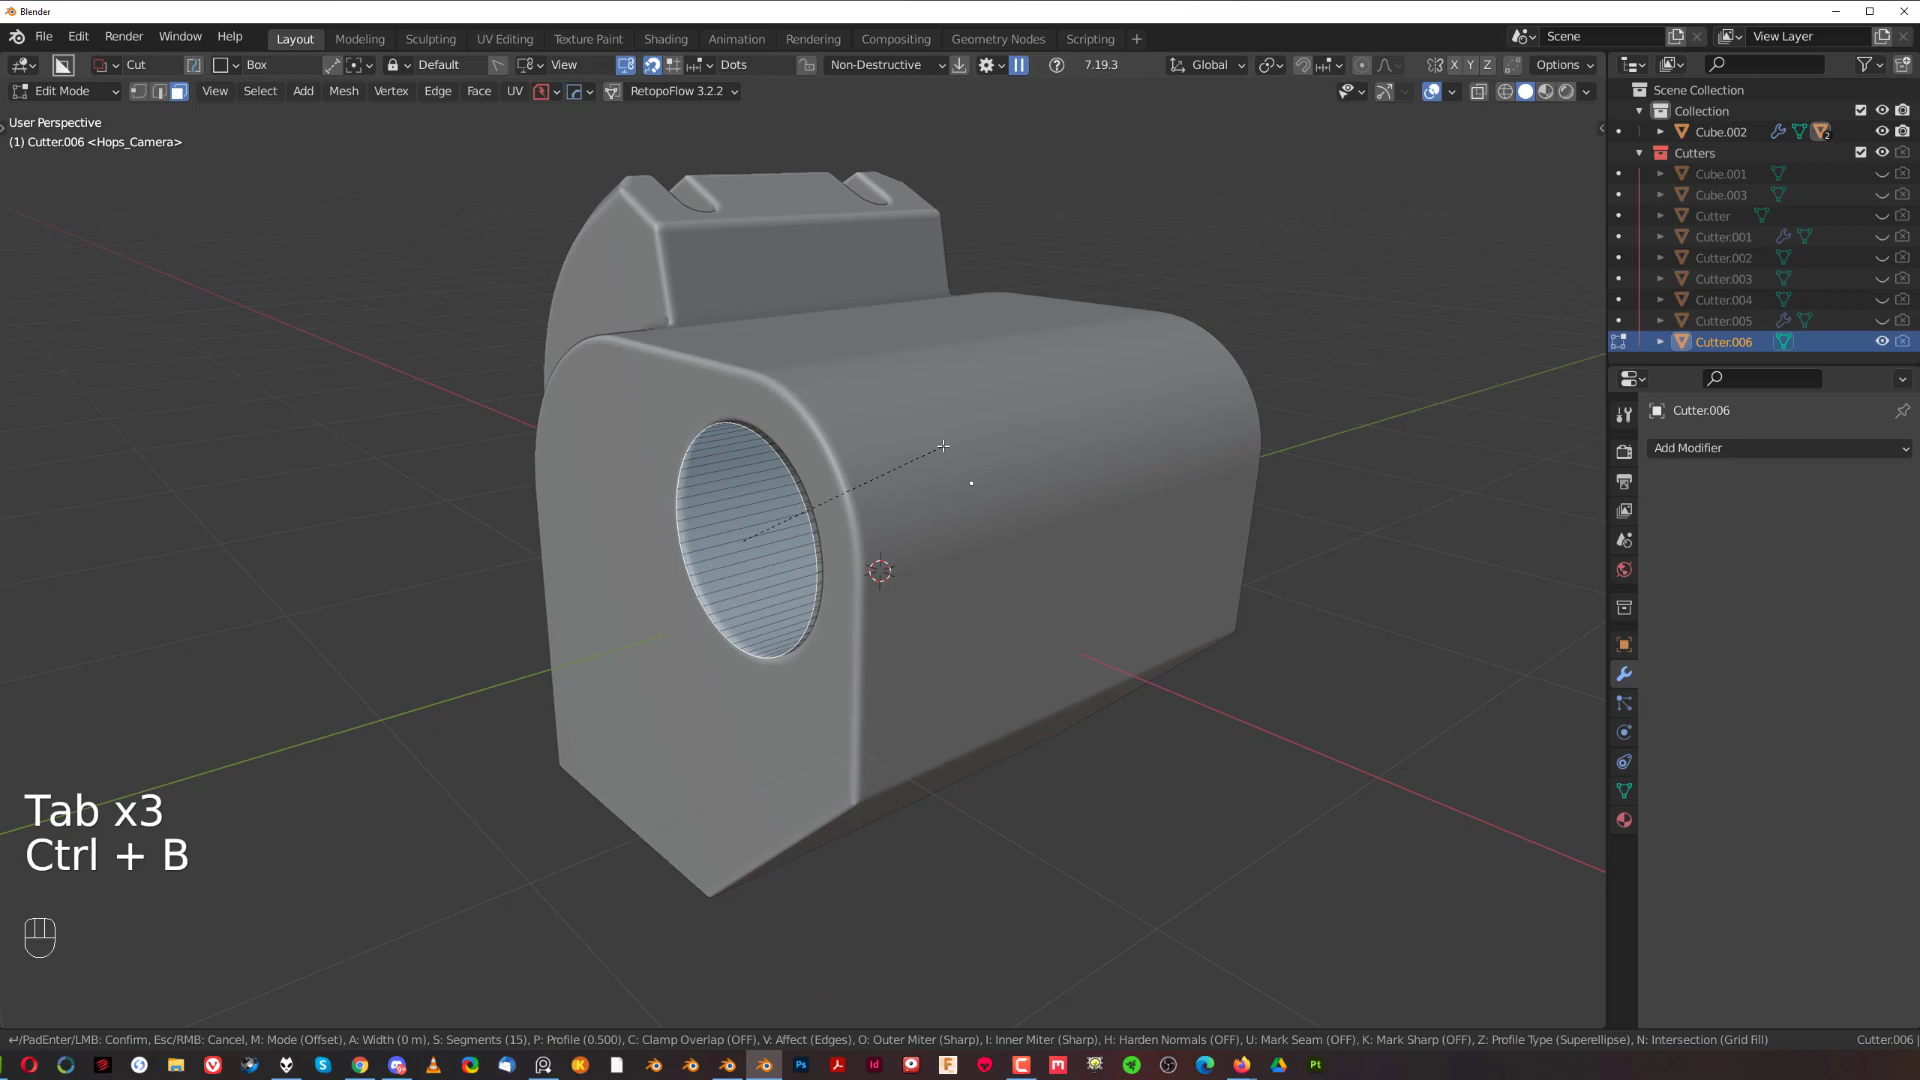 Blender
File Edit Render Window Help Layout Modeling Sculpting UV Editing Texture Paint Shading Animation Rendering Compositing Geometry Nodes Scripting + Scene View Layer
Cut Box Default View Dots Non-Destructive 7.19.3 Global X Y Z Options
Edit Mode View Select Add Mesh Vertex Edge Face UV RetopoFlow 3.2.2
User Perspective
(1) Cutter.006 <Hops_Camera>
Scene Collection
Collection
Cube.002 2
Cutters
Cube.001
Cube.003
Cutter
Cutter.001
Cutter.002
Cutter.003
Cutter.004
Cutter.005
Cutter.006
Cutter.006
Add Modifier
Tab x3
Ctrl + B
↵/PadEnter/LMB: Confirm, Esc/RMB: Cancel, M: Mode (Offset), A: Width (0 m), S: Segments (15), P: Profile (0.500), C: Clamp Overlap (OFF), V: Affect (Edges), O: Outer Miter (Sharp), I: Inner Miter (Sharp), H: Harden Normals (OFF), U: Mark Seam (OFF), K: Mark Sharp (OFF), Z: Profile Type (Superellipse), N: Intersection (Grid Fill) Cutter.006
Ps Id F m Pt